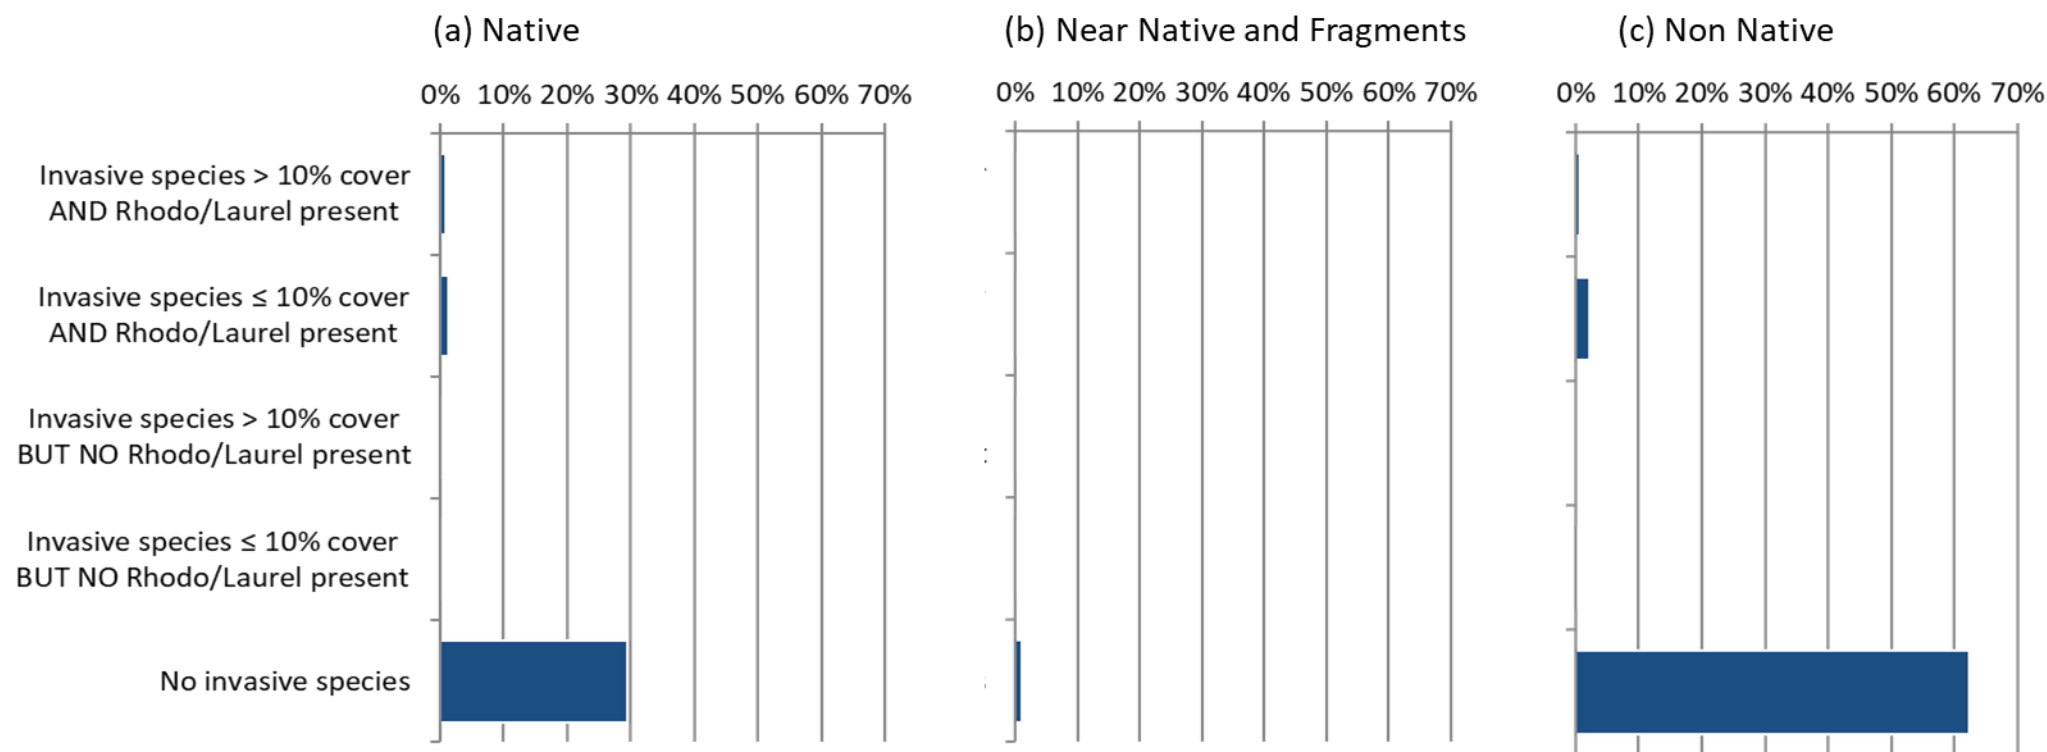 (a) Native
(b) Near Native and Fragments
(c) Non Native
0% 10% 20% 30% 40% 50% 60% 70%
0% 10% 20% 30% 40% 50% 60% 70%
0% 10% 20% 30% 40% 50% 60% 70%
Invasive species > 10% cover
AND Rhodo/Laurel present
Invasive species ≤ 10% cover
AND Rhodo/Laurel present
Invasive species > 10% cover
BUT NO Rhodo/Laurel present
Invasive species ≤ 10% cover
BUT NO Rhodo/Laurel present
No invasive species